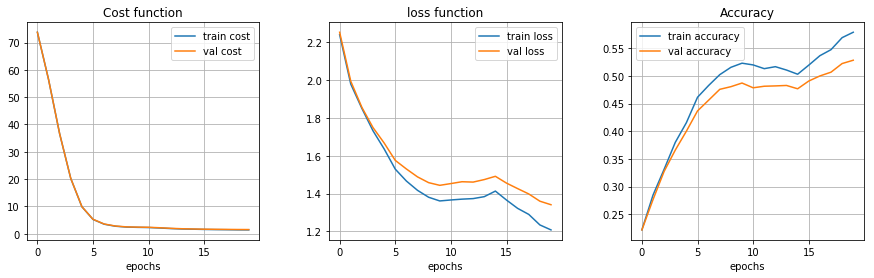 Cost function
70
60
50
40
30
20
10
0
0
5
10
15
epochs
train cost
val cost
loss function
2.2
2.0
1.8
1.6
1.4
1.2
0
5
10
15
epochs
train loss
val loss
Accuracy
0.55
0.50
0.45
0.40
0.35
0.30
0.25
0
5
10
15
epochs
train accuracy
val accuracy